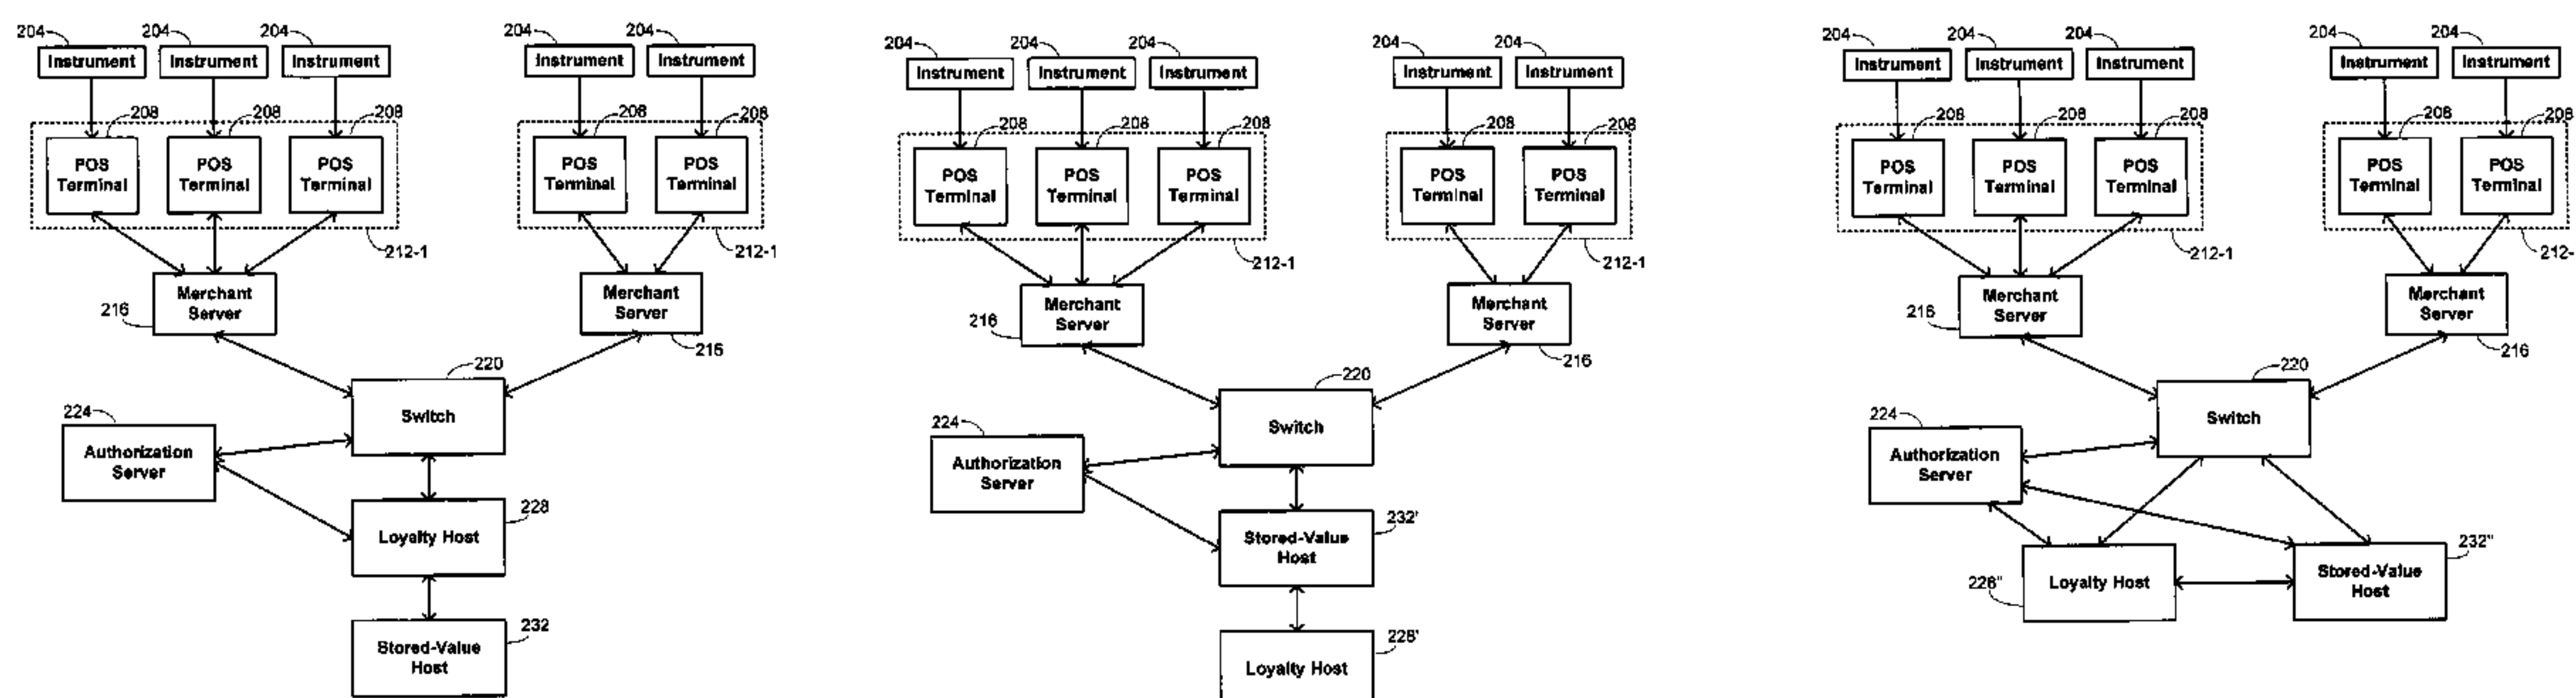 204 204 204 204 204
Instrument Instrument Instrument Instrument Instrument
208 208 208 208 208
POS Terminal POS Terminal POS Terminal POS Terminal POS Terminal
212-1 212-1
Merchant Server Merchant Server
216 216
220
Switch
224
Authorization Server
228
Loyalty Host
232
Stored-Value Host
204 204 204 204 204
Instrument Instrument Instrument Instrument Instrument
208 208 208 208 208
POS Terminal POS Terminal POS Terminal POS Terminal POS Terminal
212-1 212-1
Merchant Server Merchant Server
216 216
220
Switch
224
Authorization Server
232'
Stored-Value Host
228'
Loyalty Host
204 204 204 204 204
Instrument Instrument Instrument Instrument Instrument
208 208 208 208 208
POS Terminal POS Terminal POS Terminal POS Terminal POS Terminal
212-1 212-
Merchant Server Merchant Server
216 216
220
Switch
224
Authorization Server
228"
Loyalty Host
232"
Stored-Value Host